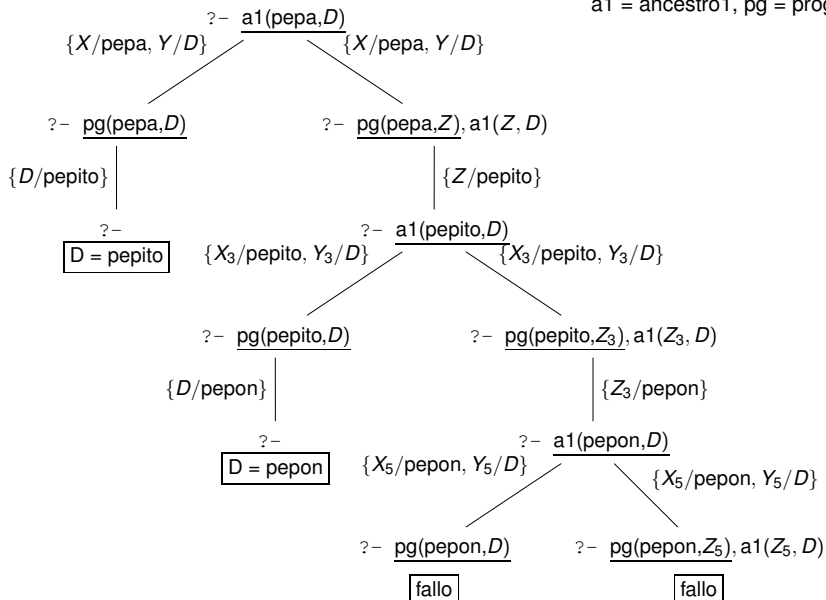 a1 = ancestro1, pg = prog
?– a1(pepa,D)
{X/pepa, Y/D} {X/pepa, Y/D}
?– pg(pepa,D) ?– pg(pepa,Z), a1(Z, D)
{D/pepito} {Z/pepito}
?– ?– a1(pepito,D)
D = pepito {X₃/pepito, Y₃/D} {X₃/pepito, Y₃/D}
?– pg(pepito,D) ?– pg(pepito,Z₃), a1(Z₃, D)
{D/pepon} {Z₃/pepon}
?– ?– a1(pepon,D)
D = pepon {X₅/pepon, Y₅/D} {X₅/pepon, Y₅/D}
?– pg(pepon,D) ?– pg(pepon,Z₅), a1(Z₅, D)
fallo fallo